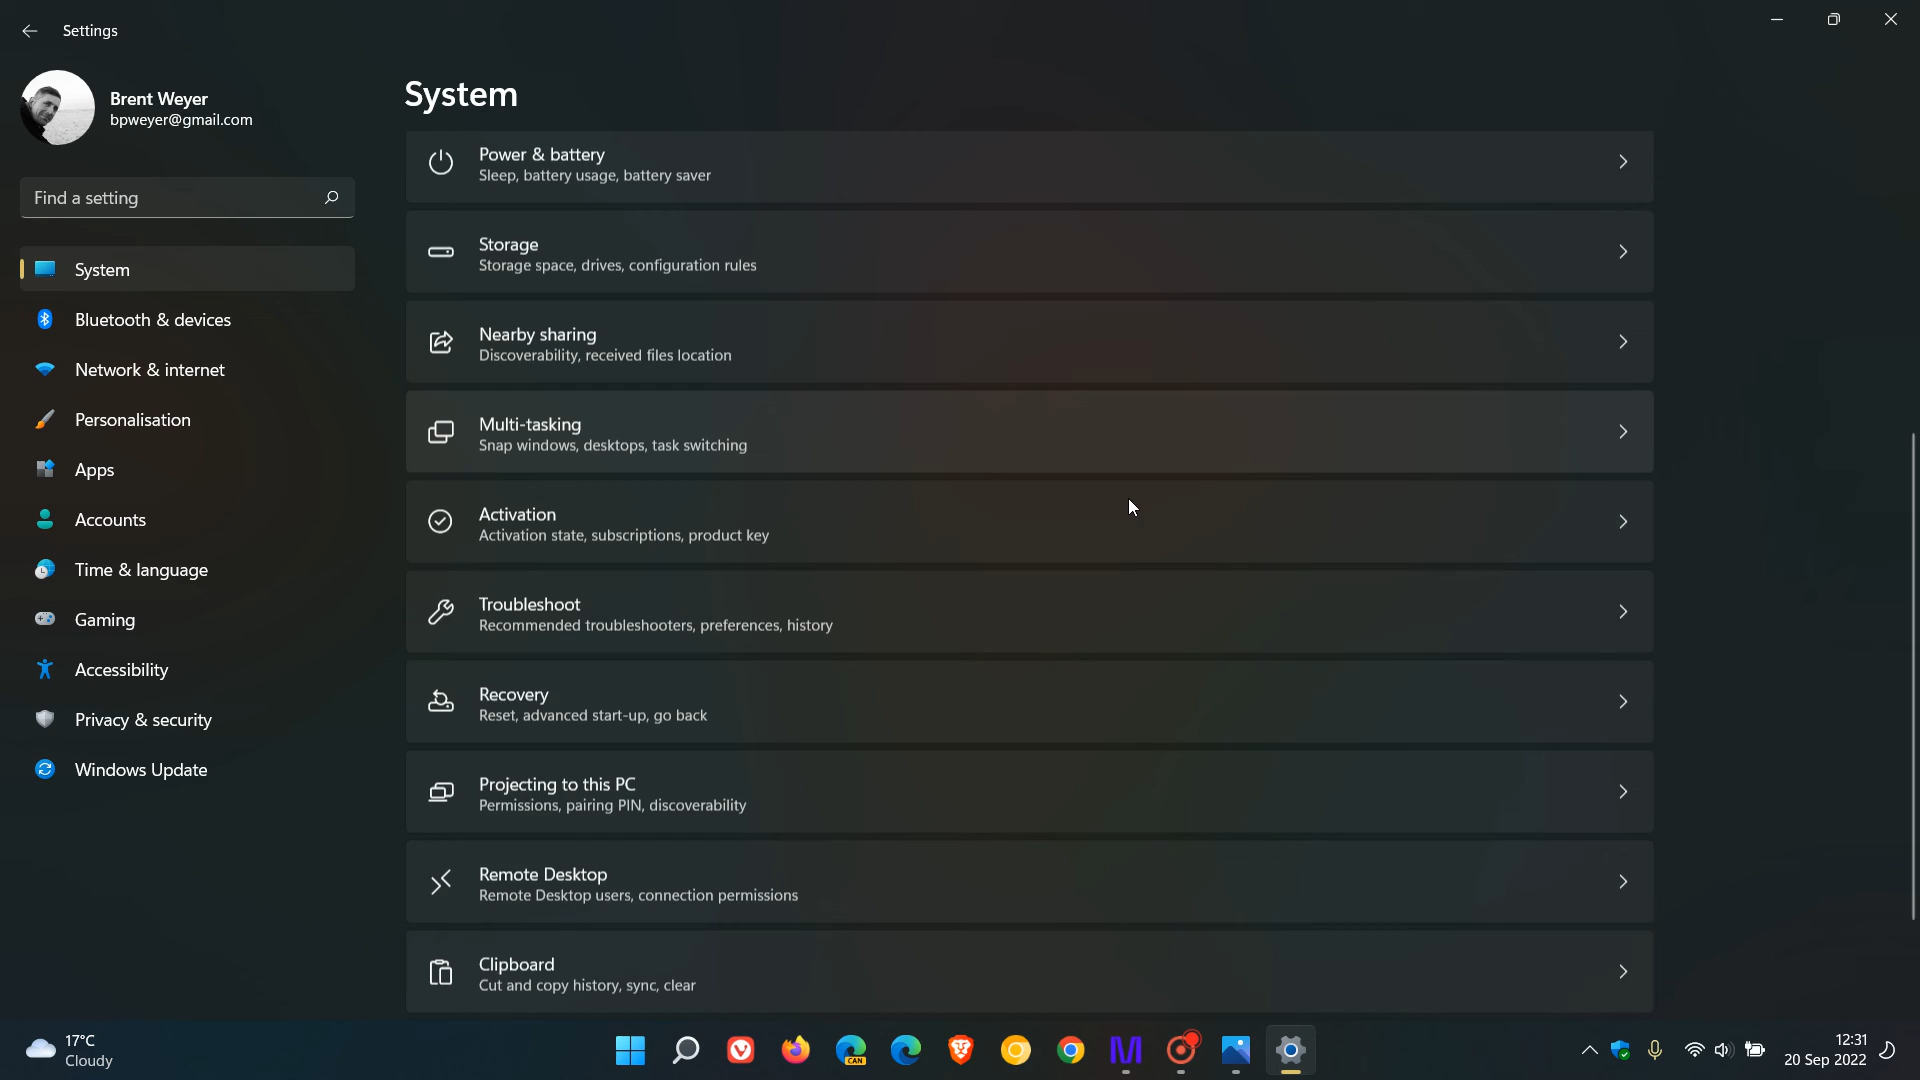 Settings
Brent Weyer
bpweyer@gmail.com
Find a setting
System
Bluetooth & devices
Network & internet
Personalisation
Apps
Accounts
Time & language
Gaming
Accessibility
Privacy & security
Windows Update
System
Power & battery
Sleep, battery usage, battery saver
Storage
Storage space, drives, configuration rules
Nearby sharing
Discoverability, received files location
Multi-tasking
Snap windows, desktops, task switching
Activation
Activation state, subscriptions, product key
Troubleshoot
Recommended troubleshooters, preferences, history
Recovery
Reset, advanced start-up, go back
Projecting to this PC
Permissions, pairing PIN, discoverability
Remote Desktop
Remote Desktop users, connection permissions
Clipboard
Cut and copy history, sync, clear
17°C
Cloudy
CAN
12:31
20 Sep 2022